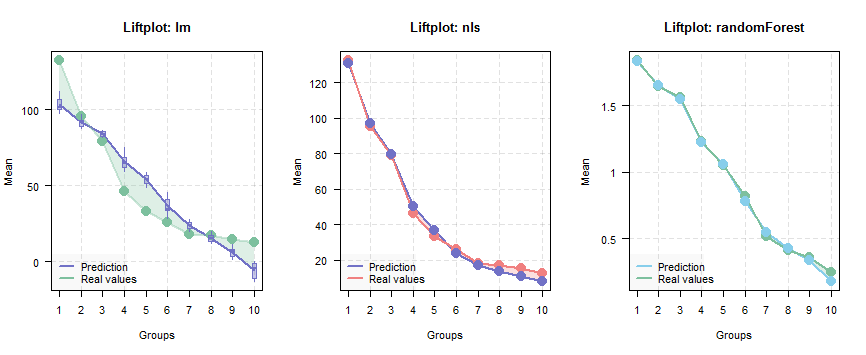 Liftplot: lm
Mean
100
50
0
Prediction
Real values
1 2 3 4 5 6 7 8 9 10
Groups
Liftplot: nls
Mean
120
100
80
60
40
20
Prediction
Real values
1 2 3 4 5 6 7 8 9 10
Groups
Liftplot: randomForest
Mean
1.5
1
0.5
Prediction
Real values
1 2 3 4 5 6 7 8 9 10
Groups